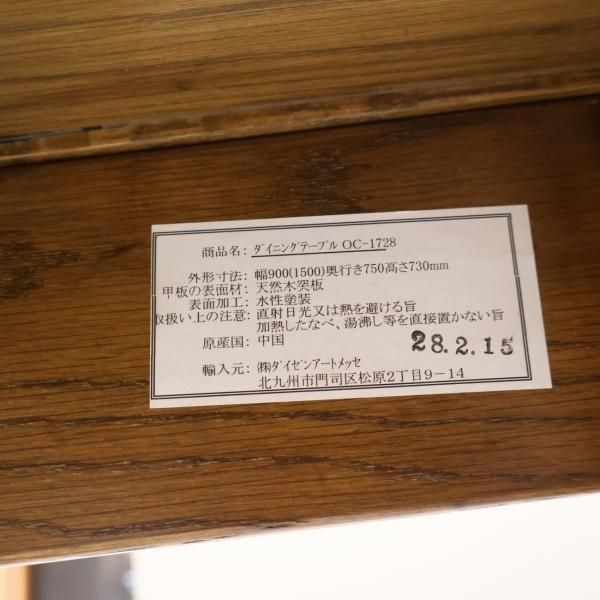 商品名: ﾀﾞｲﾆﾝｸﾞﾃｰﾌﾞﾙ OC-1728
外形寸法: 幅900(1500)奥行き750高さ730mm
甲板の表面材: 天然木突板
表面加工: 水性塗装
取扱い上の注意: 直射日光又は熱を避ける旨
加熱したなべ、湯沸し等を直接置かない旨
原産国: 中国
28.2.15
輸入元: ㈱ﾀﾞｲｾﾞﾝアートメッセ
北九州市門司区松原2丁目9-14